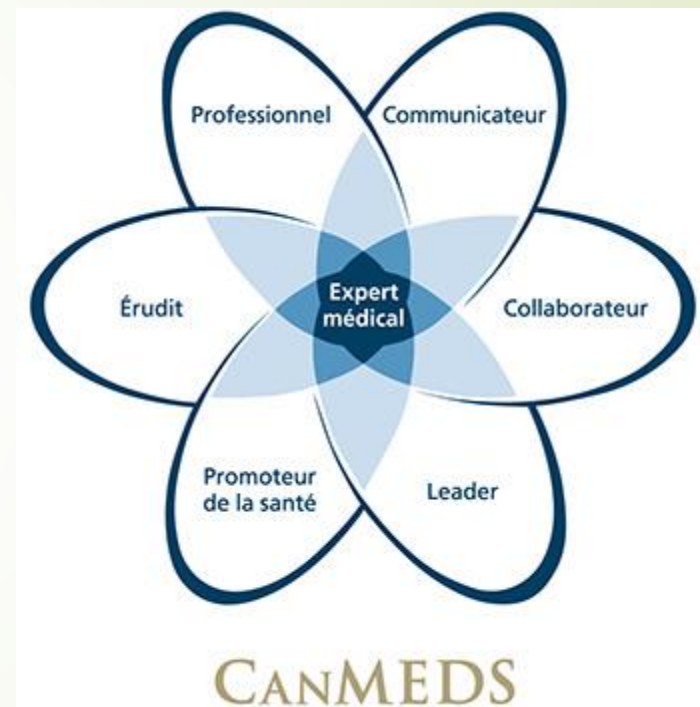 Professionnel
Communicateur
Érudit
Expert
médical
Collaborateur
Promoteur
de la santé
Leader
CANMEDS